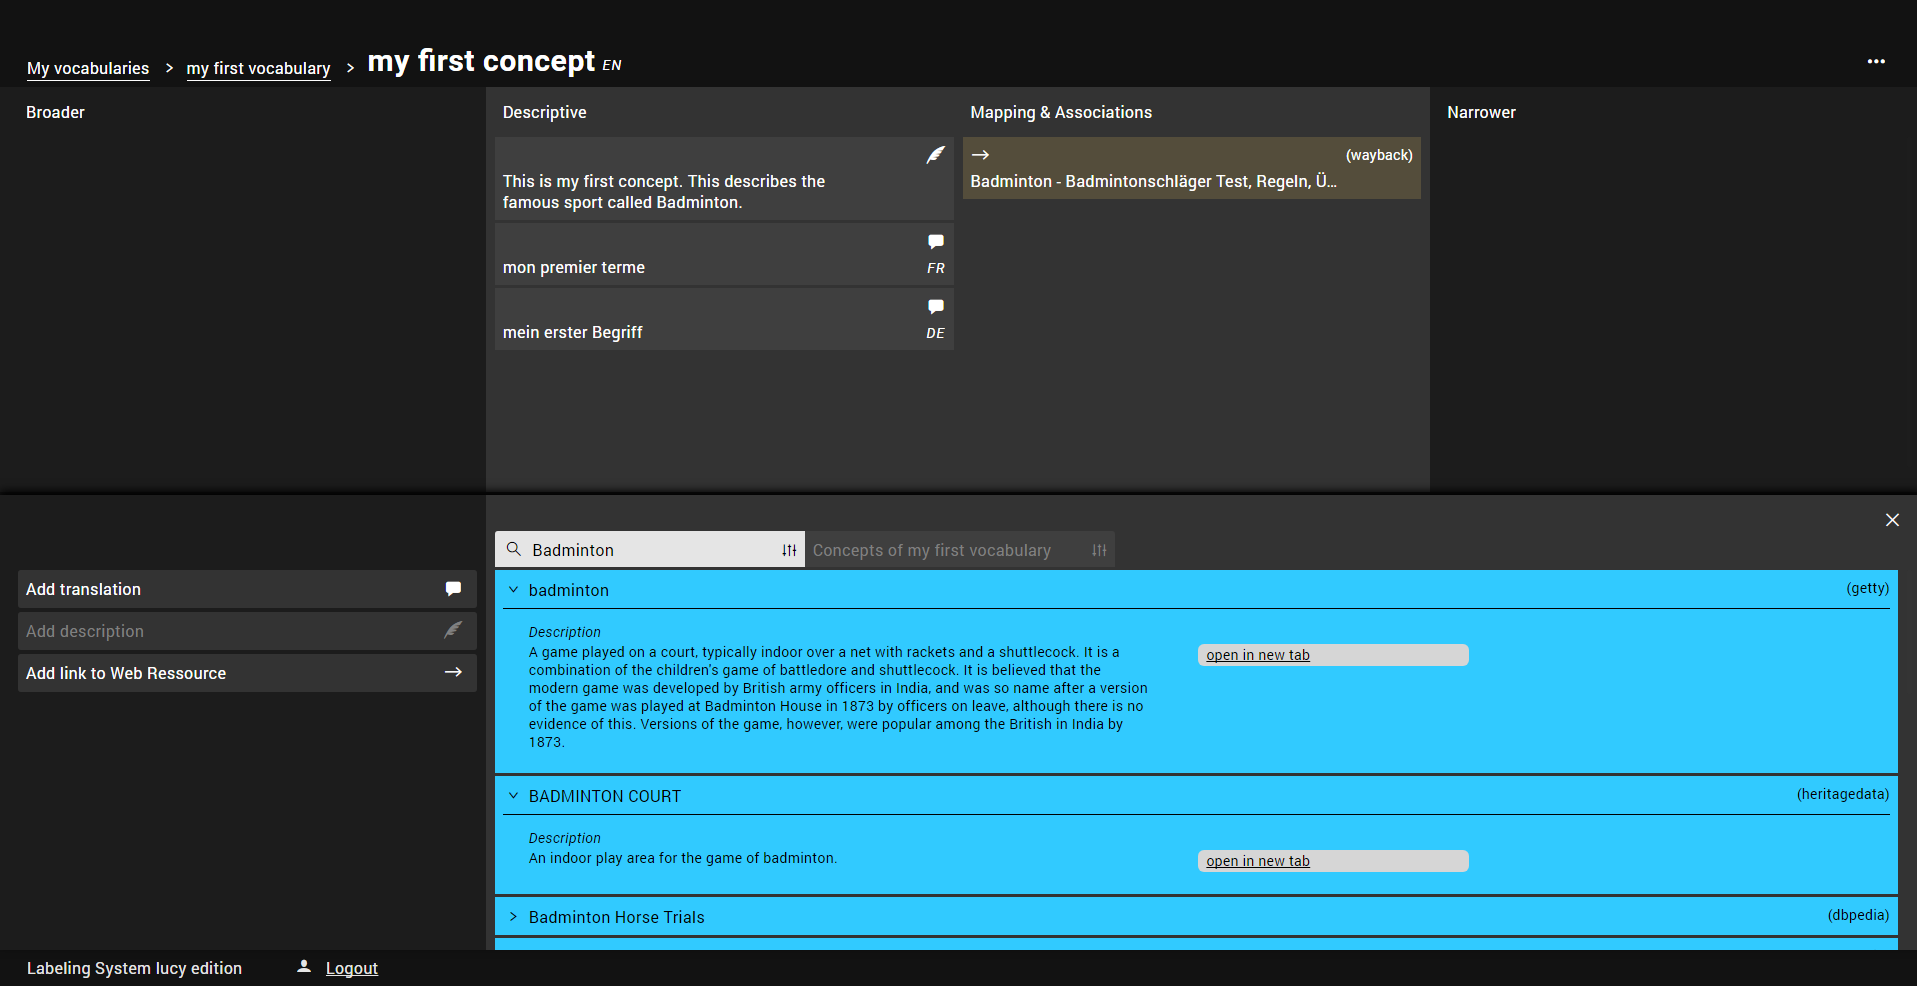 My vocabularies > my first vocabulary > my first concept EN
•••
Broader
Descriptive
Mapping & Associations
Narrower
This is my first concept. This describes the
famous sport called Badminton.
mon premier terme
FR
mein erster Begriff
DE
→ (wayback)
Badminton - Badmintonschläger Test, Regeln, Ü...
Add translation
Add description
Add link to Web Ressource →
Badminton
Concepts of my first vocabulary
badminton (getty)
Description
A game played on a court, typically indoor over a net with rackets and a shuttlecock. It is a
combination of the children's game of battledore and shuttlecock. It is believed that the
modern game was developed by British army officers in India, and was so name after a version
of the game was played at Badminton House in 1873 by officers on leave, although there is no
evidence of this. Versions of the game, however, were popular among the British in India by
1873.
open in new tab
BADMINTON COURT (heritagedata)
Description
An indoor play area for the game of badminton.
open in new tab
Badminton Horse Trials (dbpedia)
Labeling System lucy edition
Logout